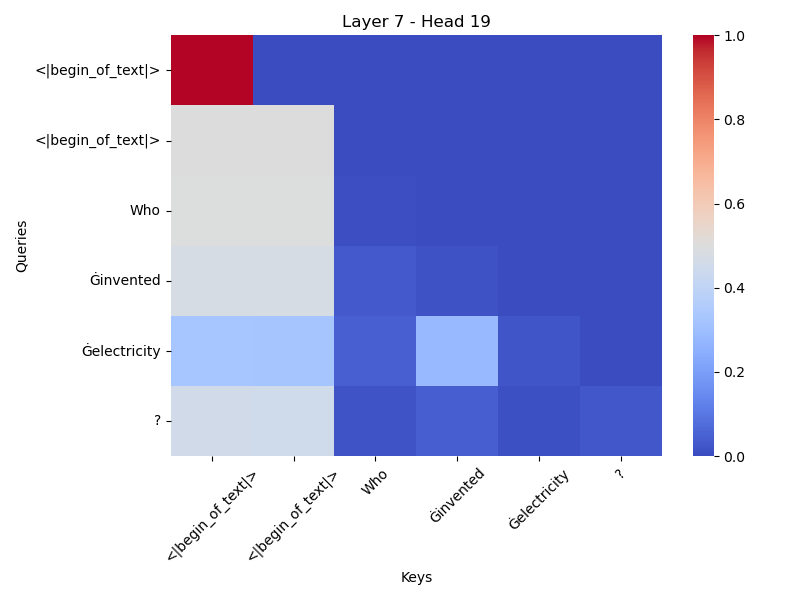 Layer 7 - Head 19
<|begin_of_text|>
<|begin_of_text|>
Who
Ġinvented
Ġelectricity
?
Queries
<|begin_of_text|>
<|begin_of_text|>
Who
Ġinvented
Ġelectricity
?
Keys
1.0
0.8
0.6
0.4
0.2
0.0